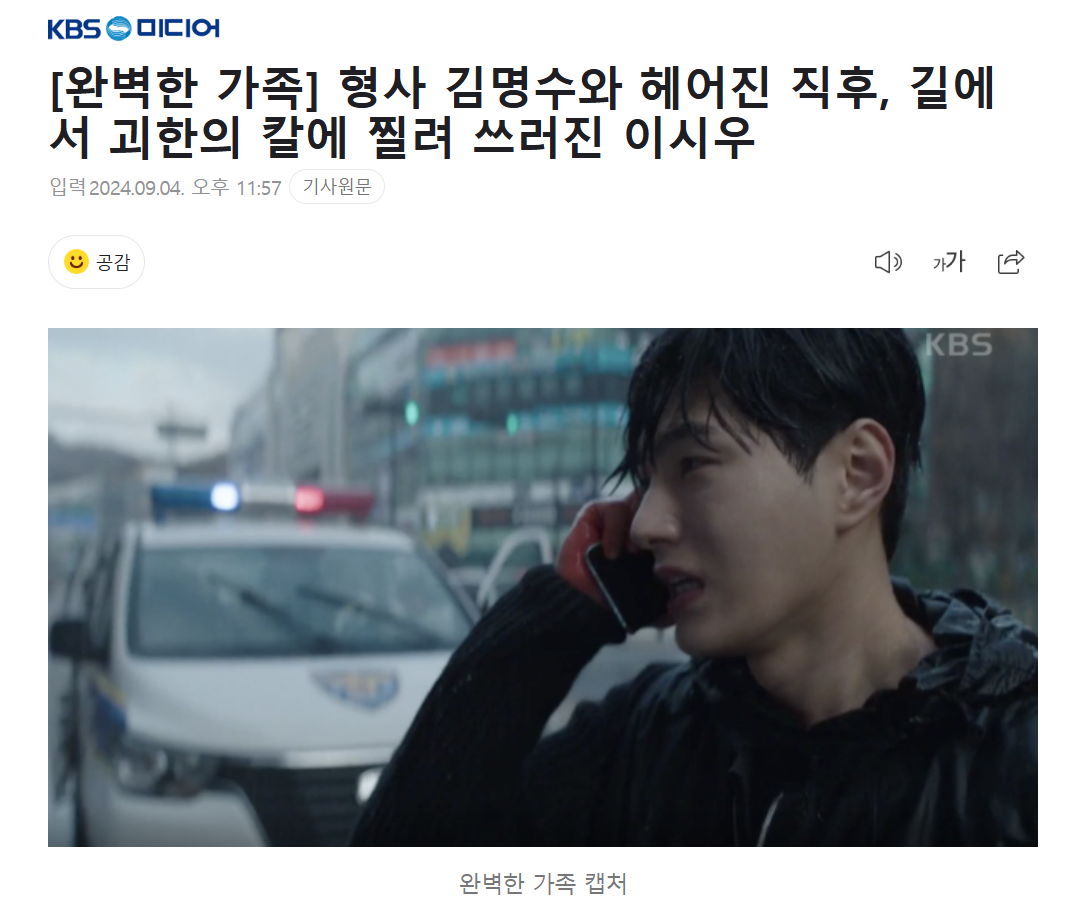 KBS 미디어
[완벽한 가족] 형사 김명수와 헤어진 직후, 길에
서 괴한의 칼에 찔려 쓰러진 이시우
입력 2024.09.04. 오후 11:57 기사원문
공감 가가
KBS
완벽한 가족 캡처